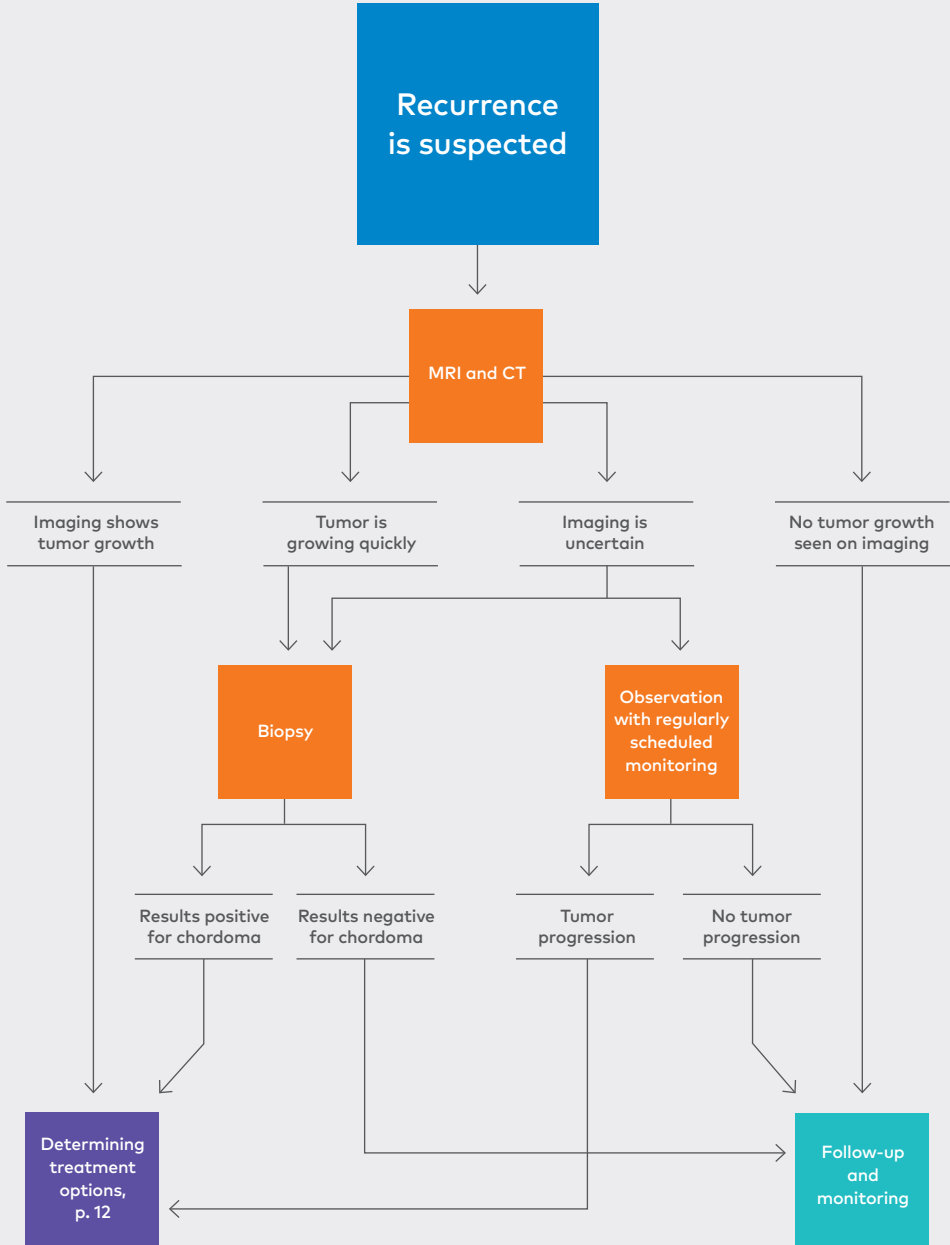 Recurrence
is suspected
MRI and CT
Imaging shows
tumor growth
Tumor is
growing quickly
Imaging is
uncertain
No tumor growth
seen on imaging
Biopsy
Observation
with regularly
scheduled
monitoring
Results positive
for chordoma
Results negative
for chordoma
Tumor
progression
No tumor
progression
Determining
treatment
options,
p. 12
Follow-up
and
monitoring